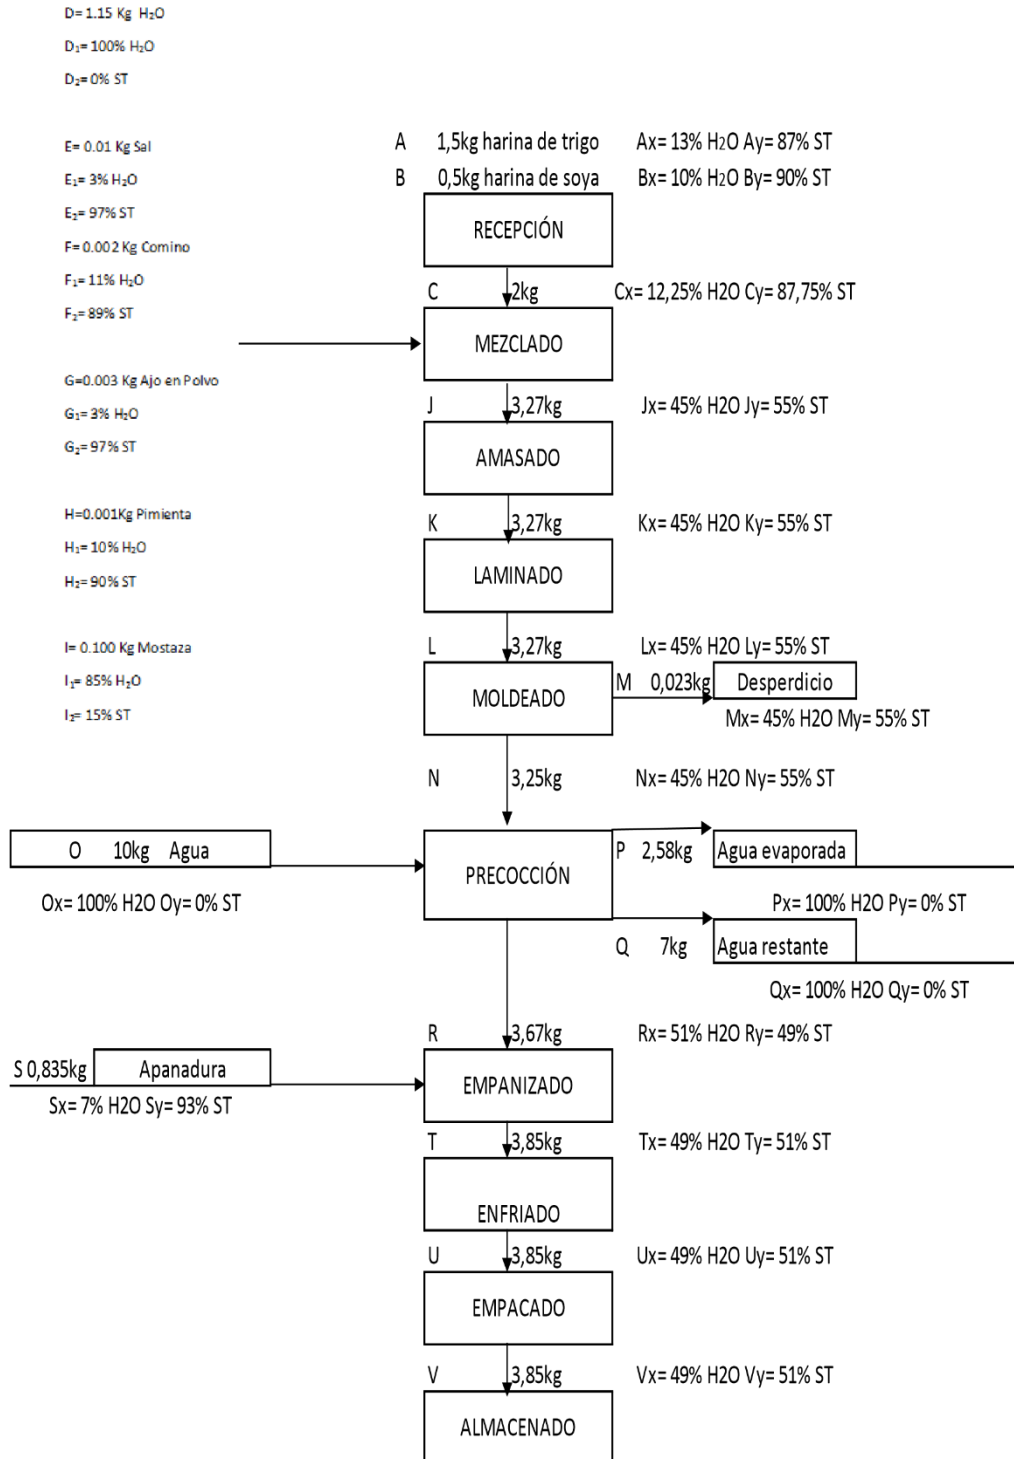 D= 1.15 Kg H₂O
D₁= 100% H₂O
D₂= 0% ST
E= 0.01 Kg Sal
E₁= 3% H₂O
E₂= 97% ST
F= 0.002 Kg Comino
F₁= 11% H₂O
F₂= 89% ST
G=0.003 Kg Ajo en Polvo
G₁= 3% H₂O
G₂= 97% ST
H=0.001Kg Pimienta
H₁= 10% H₂O
H₂= 90% ST
I= 0.100 Kg Mostaza
I₁= 85% H₂O
I₂= 15% ST
A 1,5kg harina de trigo Ax= 13% H₂O Ay= 87% ST
B 0,5kg harina de soya Bx= 10% H₂O By= 90% ST
RECEPCIÓN
C 2kg Cx= 12,25% H2O Cy= 87,75% ST
MEZCLADO
J 3,27kg Jx= 45% H2O Jy= 55% ST
AMASADO
K 3,27kg Kx= 45% H2O Ky= 55% ST
LAMINADO
L 3,27kg Lx= 45% H2O Ly= 55% ST
MOLDEADO
M 0,023kg Desperdicio
Mx= 45% H2O My= 55% ST
N 3,25kg Nx= 45% H2O Ny= 55% ST
O 10kg Agua
Ox= 100% H2O Oy= 0% ST
PRECOCCIÓN
P 2,58kg Agua evaporada
Px= 100% H2O Py= 0% ST
Q 7kg Agua restante
Qx= 100% H2O Qy= 0% ST
R 3,67kg Rx= 51% H2O Ry= 49% ST
S 0,835kg Apanadura
Sx= 7% H2O Sy= 93% ST
EMPANIZADO
T 3,85kg Tx= 49% H2O Ty= 51% ST
ENFRIADO
U 3,85kg Ux= 49% H2O Uy= 51% ST
EMPACADO
V 3,85kg Vx= 49% H2O Vy= 51% ST
ALMACENADO